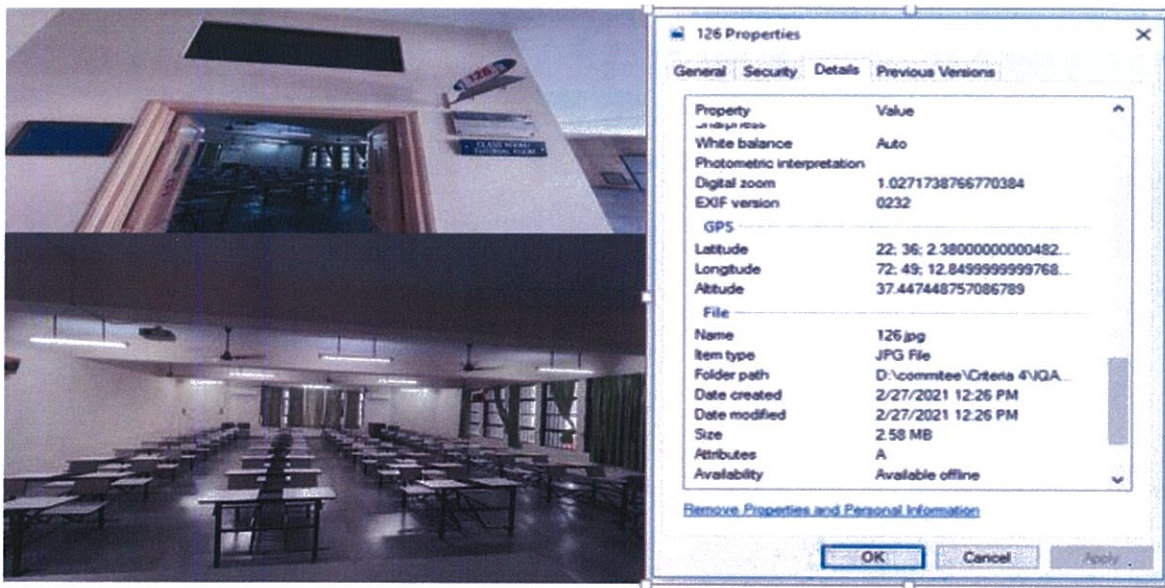 126
CLASS ROOM/
TUTORIAL ROOM
126 Properties
General Security Details Previous Versions
Property Value
White balance Auto
Photometric interpretation
Digital zoom 1.0271738766770384
EXIF version 0232
GPS
Latitude 22; 36; 2.38000000000482...
Longitude 72; 49; 12.8499999999768...
Altitude 37.447448757086789
File
Name 126.jpg
Item type JPG File
Folder path D:\commtee\Criteria 4\IQA...
Date created 2/27/2021 12:26 PM
Date modified 2/27/2021 12:26 PM
Size 2.58 MB
Attributes A
Availability Available offline
Remove Properties and Personal Information
OK Cancel Apply